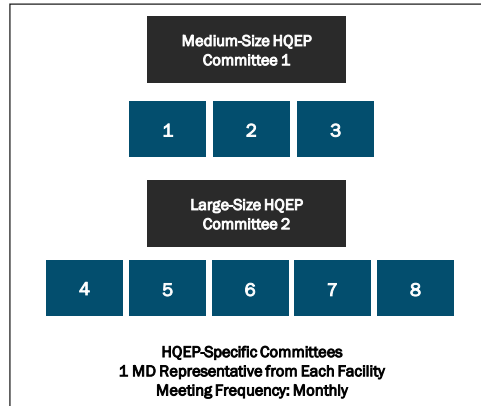 Medium-Size HQEP
Committee 1
1 2 3
Large-Size HQEP
Committee 2
4 5 6 7 8
HQEP-Specific Committees
1 MD Representative from Each Facility
Meeting Frequency: Monthly